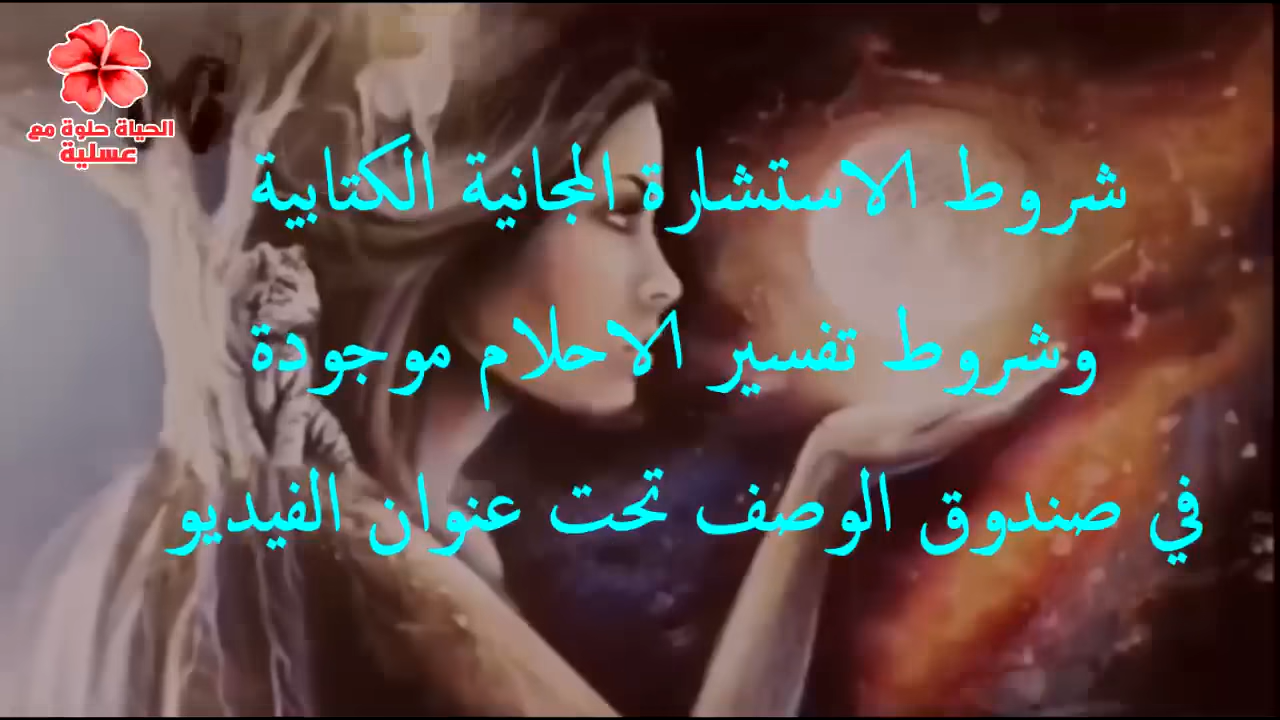 الحياة حلوة مع
عسلية
شروط الاستشارة المجانية الكتابية
وشروط تفسير الاحلام موجودة
في صندوق الوصف تحت عنوان الفيديو